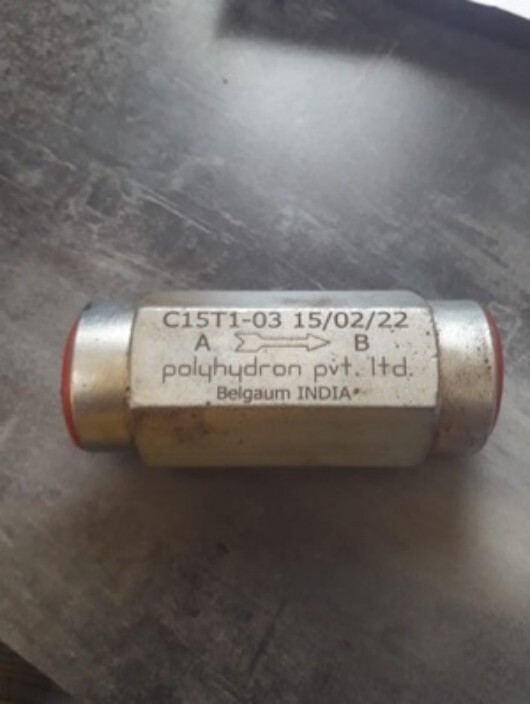 C15T1-03 15/02/22
A B
polyhydron pvt. ltd.
Belgaum INDIA